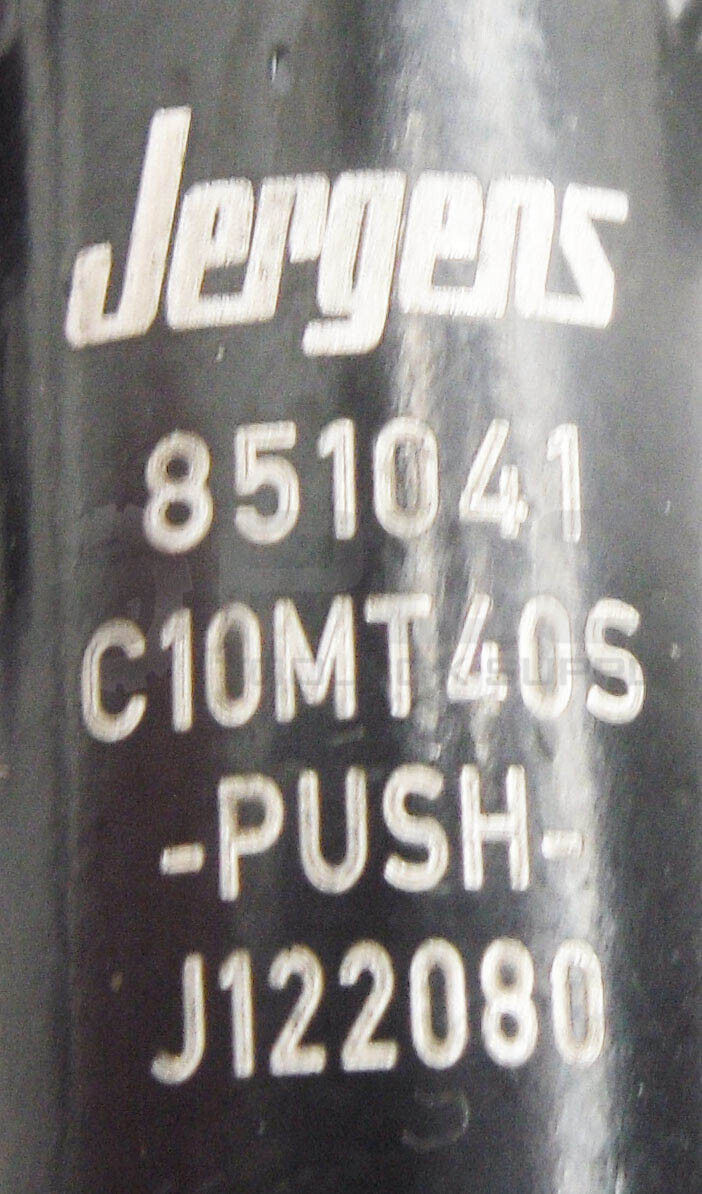 Jergens
851041
C10MT40S
-PUSH-
J122080